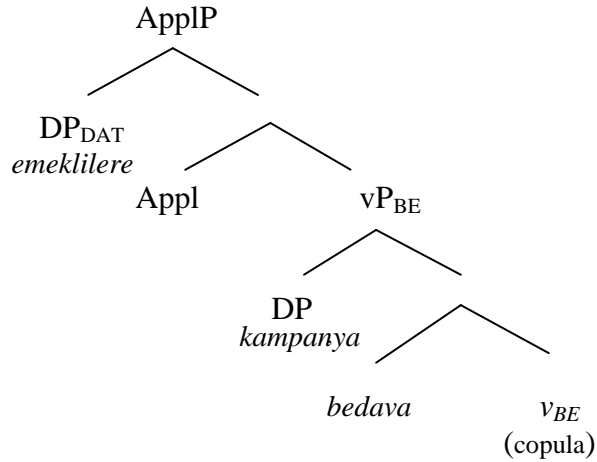 ApplP
DP_DAT
emeklilere
Appl
vP_BE
DP
kampanya
bedava
v_BE
(copula)